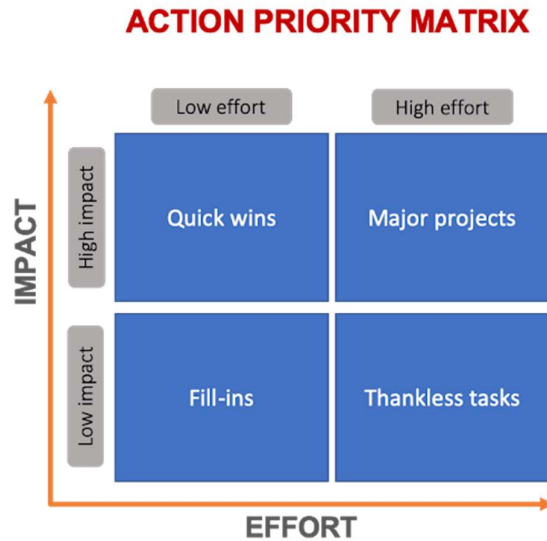 ACTION PRIORITY MATRIX
Low effort
High effort
IMPACT
High impact
Quick wins
Major projects
Low impact
Fill-ins
Thankless tasks
EFFORT